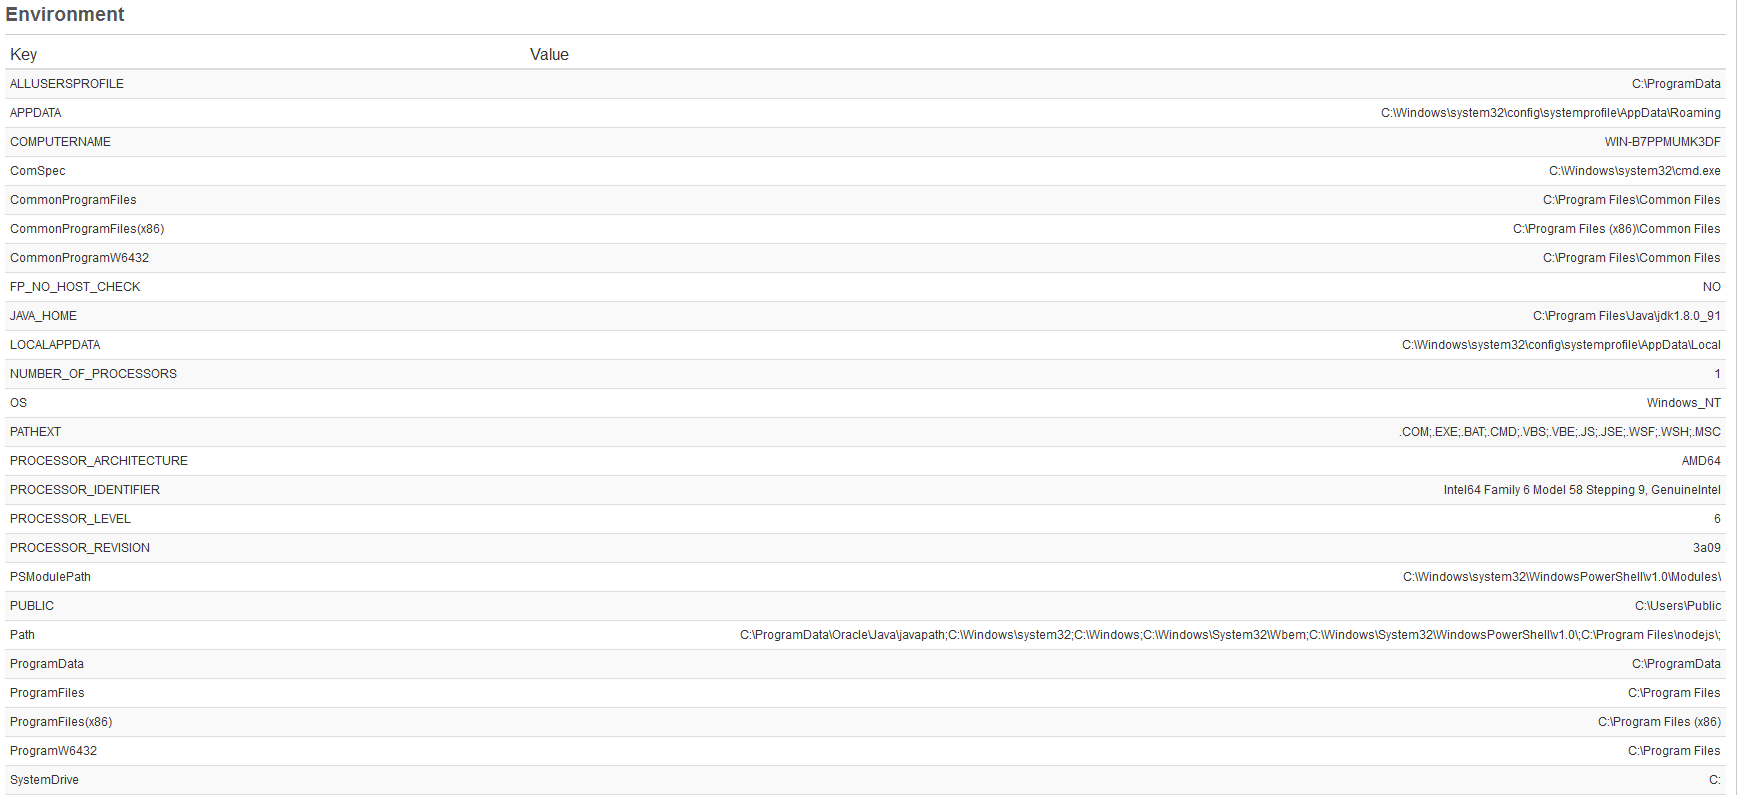 Environment
Key Value
ALLUSERSPROFILE C:\ProgramData
APPDATA C:\Windows\system32\config\systemprofile\AppData\Roaming
COMPUTERNAME WIN-B7PPMUMK3DF
ComSpec C:\Windows\system32\cmd.exe
CommonProgramFiles C:\Program Files\Common Files
CommonProgramFiles(x86) C:\Program Files (x86)\Common Files
CommonProgramW6432 C:\Program Files\Common Files
FP_NO_HOST_CHECK NO
JAVA_HOME C:\Program Files\Java\jdk1.8.0_91
LOCALAPPDATA C:\Windows\system32\config\systemprofile\AppData\Local
NUMBER_OF_PROCESSORS 1
OS Windows_NT
PATHEXT .COM;.EXE;.BAT;.CMD;.VBS;.VBE;.JS;.JSE;.WSF;.WSH;.MSC
PROCESSOR_ARCHITECTURE AMD64
PROCESSOR_IDENTIFIER Intel64 Family 6 Model 58 Stepping 9, GenuineIntel
PROCESSOR_LEVEL 6
PROCESSOR_REVISION 3a09
PSModulePath C:\Windows\system32\WindowsPowerShell\v1.0\Modules\
PUBLIC C:\Users\Public
Path C:\ProgramData\Oracle\Java\javapath;C:\Windows\system32;C:\Windows;C:\Windows\System32\Wbem;C:\Windows\System32\WindowsPowerShell\v1.0\;C:\Program Files\nodejs\;
ProgramData C:\ProgramData
ProgramFiles C:\Program Files
ProgramFiles(x86) C:\Program Files (x86)
ProgramW6432 C:\Program Files
SystemDrive C: